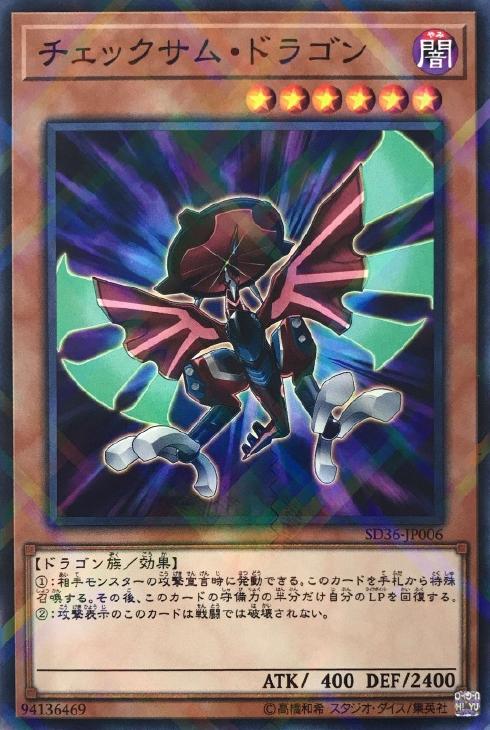 チェックサム・ドラゴン
闇
やみ
SD36-JP006
【ドラゴン族／効果】
①：相手モンスターの攻撃宣言時に発動できる。このカードを手札から特殊
召喚する。その後、このカードの守備力の半分だけ自分のLPを回復する。
②：攻撃表示のこのカードは戦闘では破壊されない。
ATK/ 400 DEF/2400
94136469
©高橋和希 スタジオ・ダイス/集英社